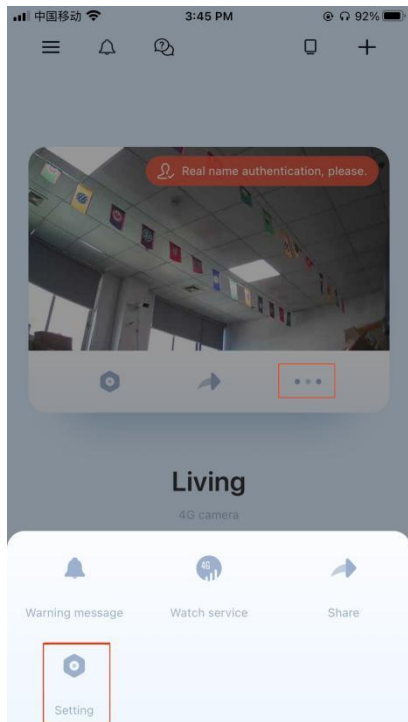 中国移动 3:45 PM 92%
Real name authentication, please.
Living
4G camera
4G
Warning message Watch service Share
Setting